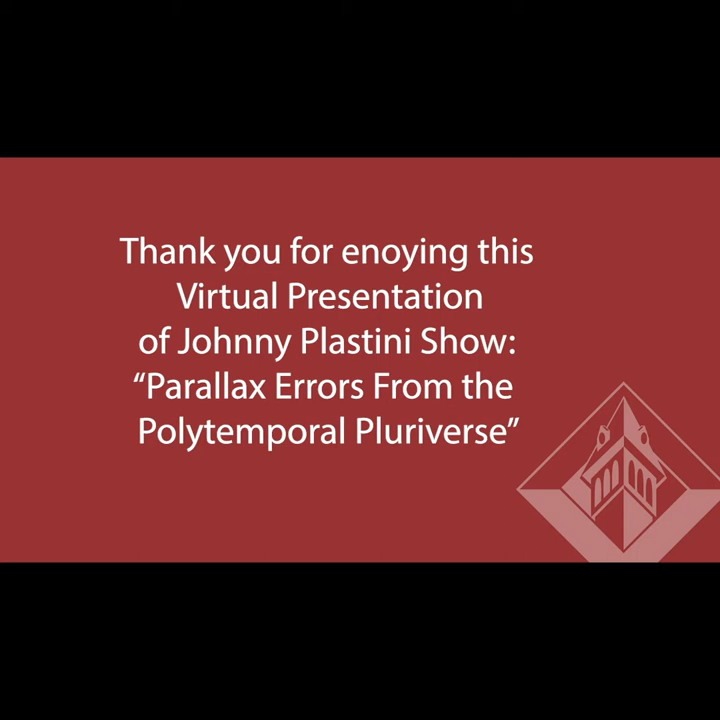 Thank you for enoying this
Virtual Presentation
of Johnny Plastini Show:
“Parallax Errors From the
Polytemporal Pluriverse”